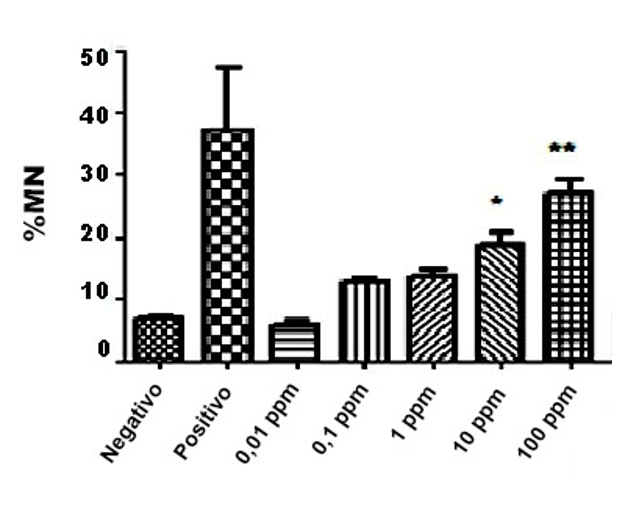 %MN
50
40
30
20
10
0
*
**
Negativo
Positivo
0,01 ppm
0,1 ppm
1 ppm
10 ppm
100 ppm